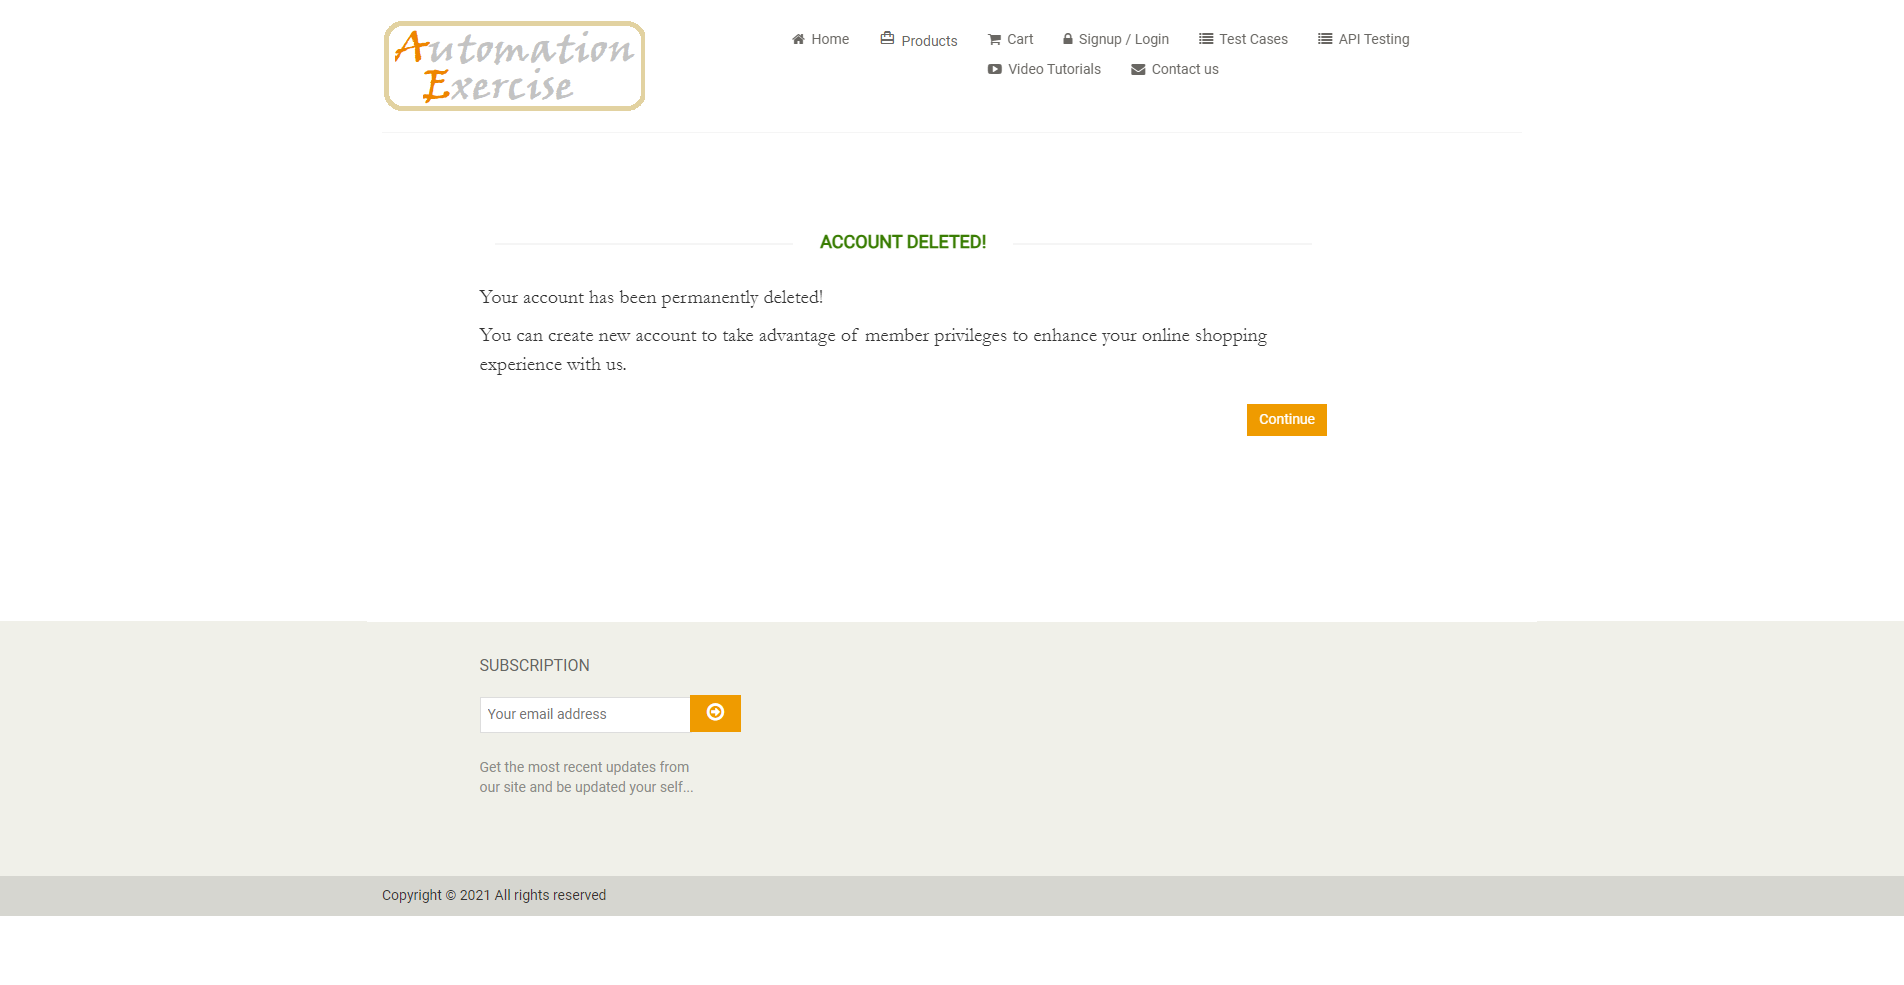 Automation
Exercise
Home
Products
Cart
Signup / Login
Test Cases
API Testing
Video Tutorials
Contact us
ACCOUNT DELETED!
Your account has been permanently deleted!
You can create new account to take advantage of member privileges to enhance your online shopping
experience with us.
Continue
SUBSCRIPTION
Your email address
Get the most recent updates from
our site and be updated your self...
Copyright © 2021 All rights reserved